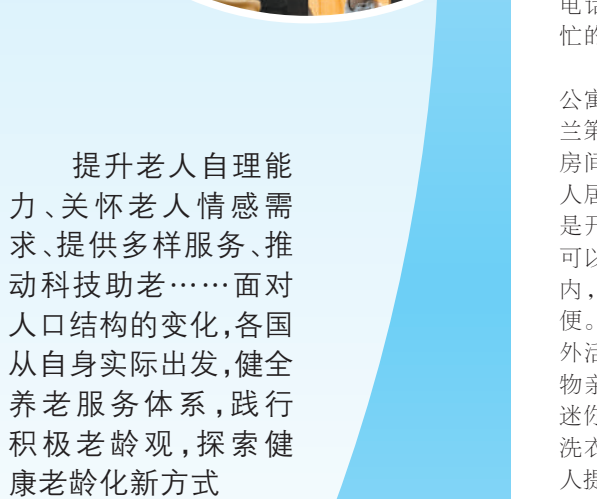 提升老人自理能
力、关怀老人情感需
求、提供多样服务、推
动科技助老……面对
人口结构的变化,各国
从自身实际出发,健全
养老服务体系,践行
积极老龄观,探索健
康老龄化新方式
电话
忙的
公寓
兰第
房间
人居
是开
可以
内,
便。
外活
物亲
迷你
洗衣
人提